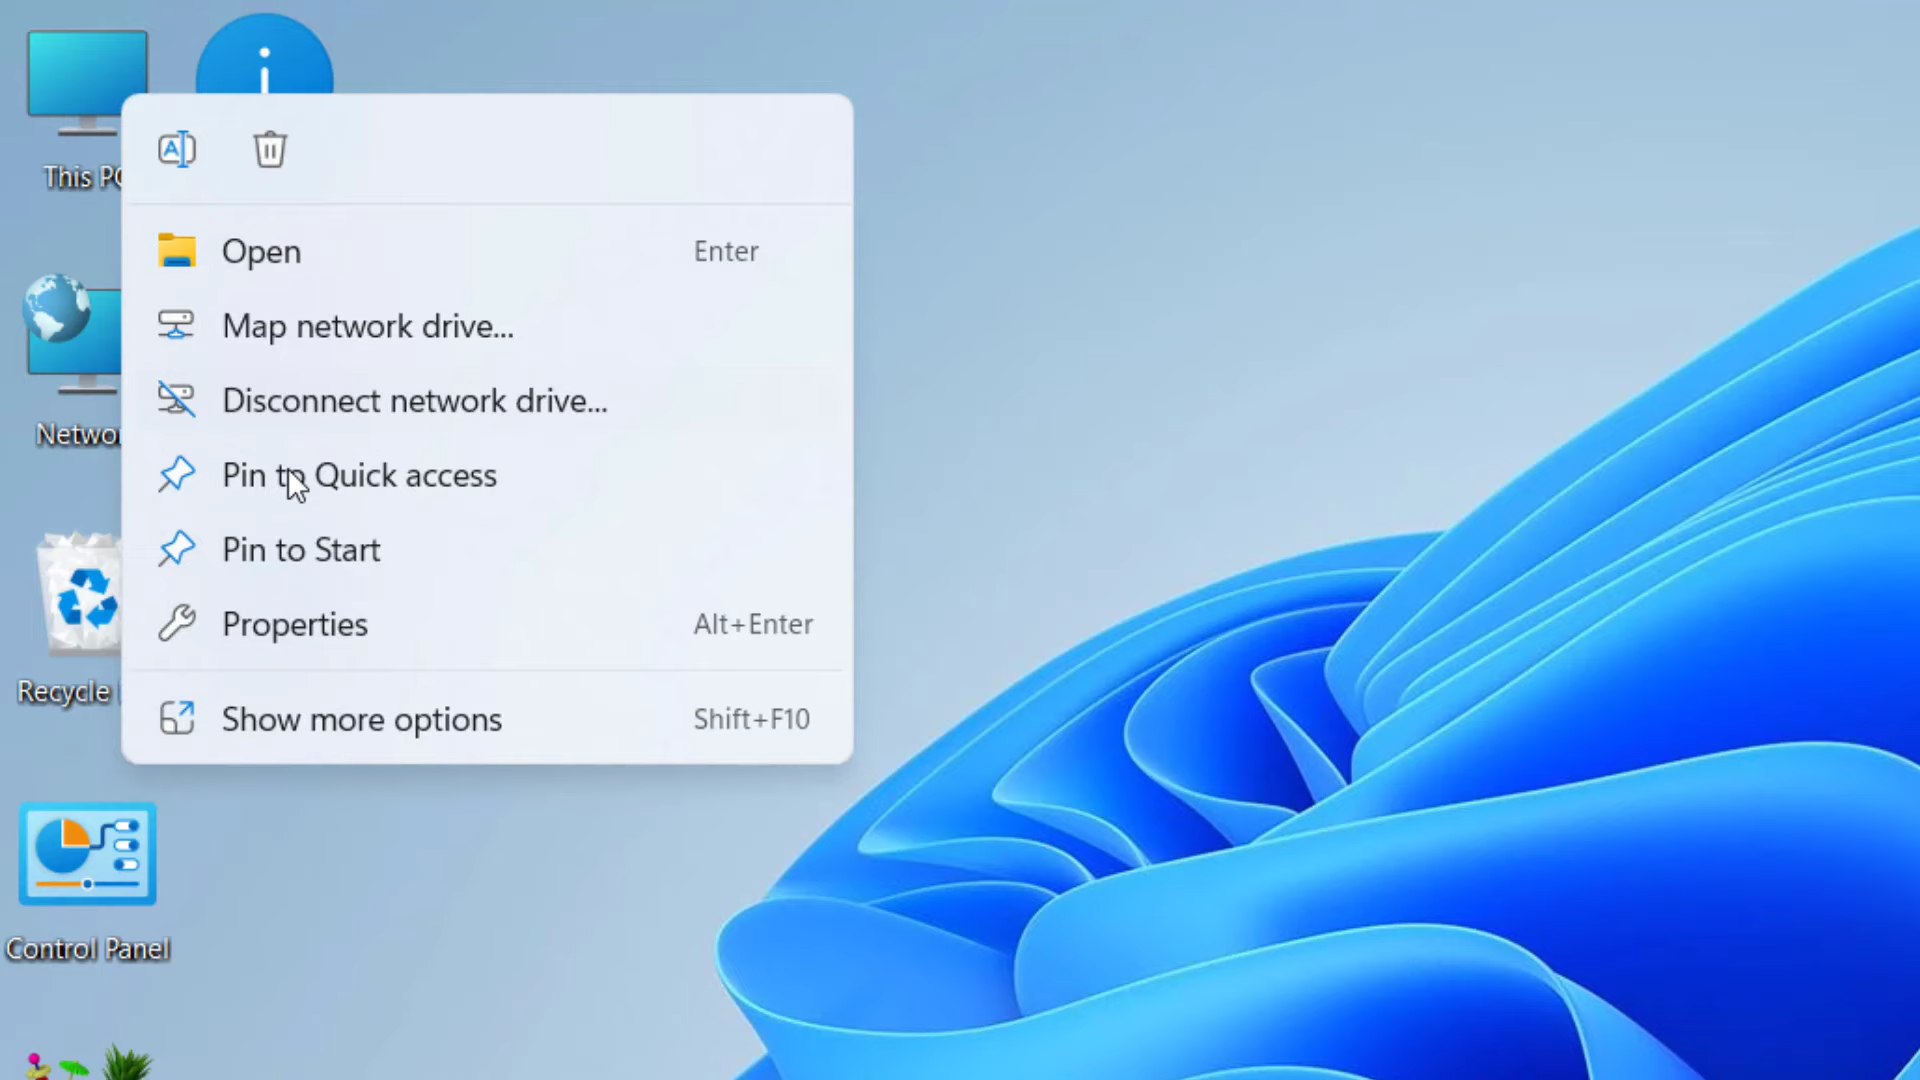 This PC
Open Enter
Map network drive...
Disconnect network drive...
Networ
Pin to Quick access
Pin to Start
Properties Alt+Enter
Recycle
Show more options Shift+F10
Control Panel